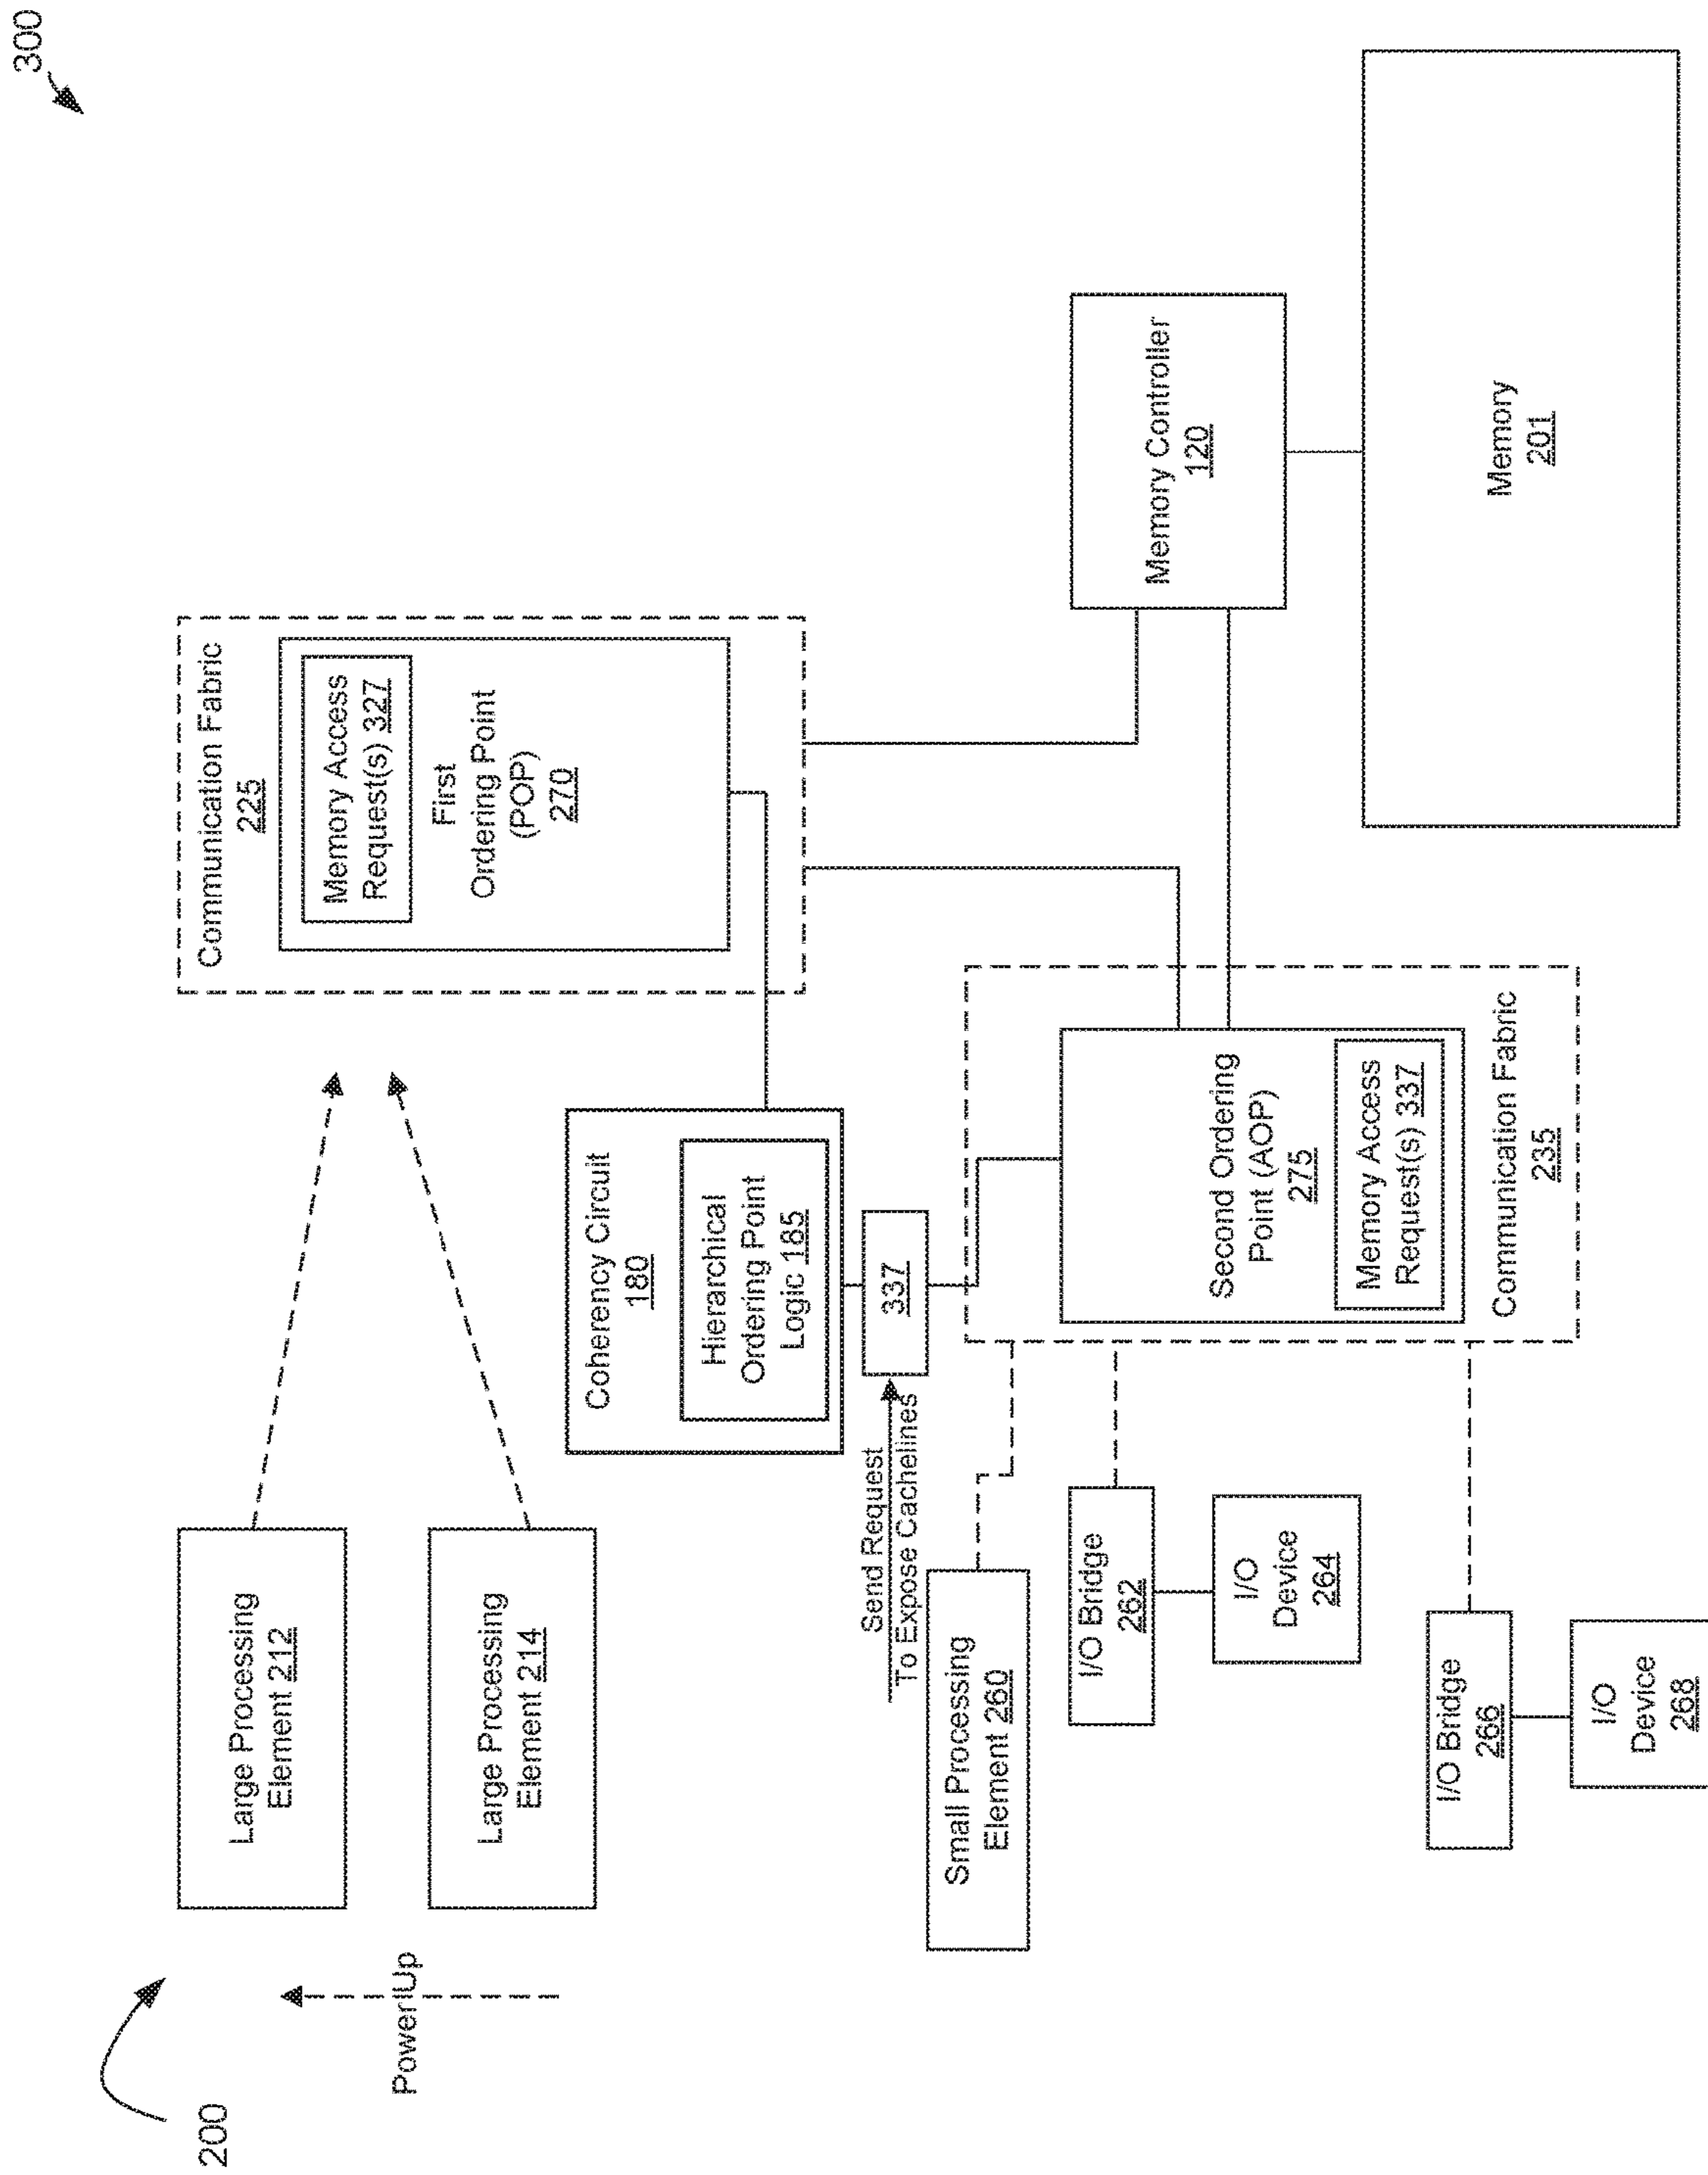 300
200
Power Up
Large Processing
Element 212
Large Processing
Element 214
Communication Fabric
225
Memory Access
Request(s) 327
First
Ordering Point
(POP)
270
Coherency Circuit
180
Hierarchical
Ordering Point
Logic 185
Send Request
To Expose Cachelines
337
Small Processing
Element 260
I/O Bridge
262
I/O
Device
264
I/O Bridge
266
I/O
Device
268
Second Ordering
Point (AOP)
275
Memory Access
Request(s) 337
Communication Fabric
235
Memory Controller
120
Memory
201